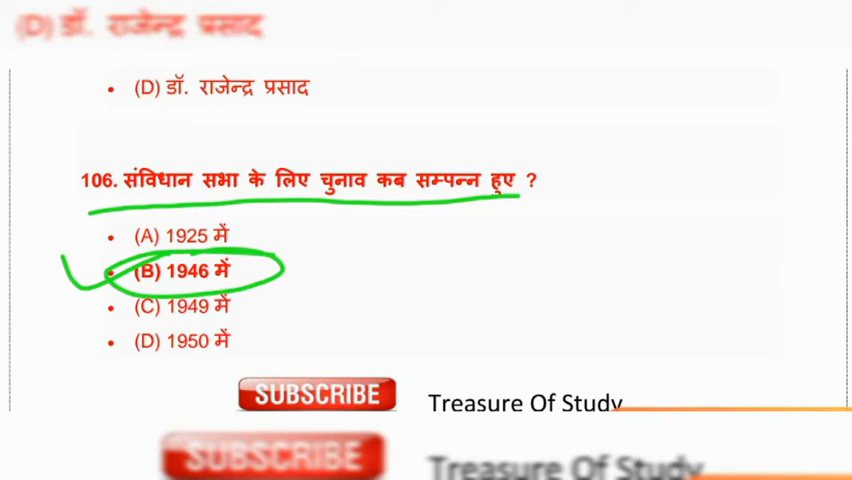 (D) डॉ. राजेन्द्र प्रसाद
(D) डॉ. राजेन्द्र प्रसाद
106. संविधान सभा के लिए चुनाव कब सम्पन्न हुए ?
(A) 1925 में
(B) 1946 में
(C) 1949 में
(D) 1950 में
SUBSCRIBE Treasure Of Study
SUBSCRIBE Treasure Of Study